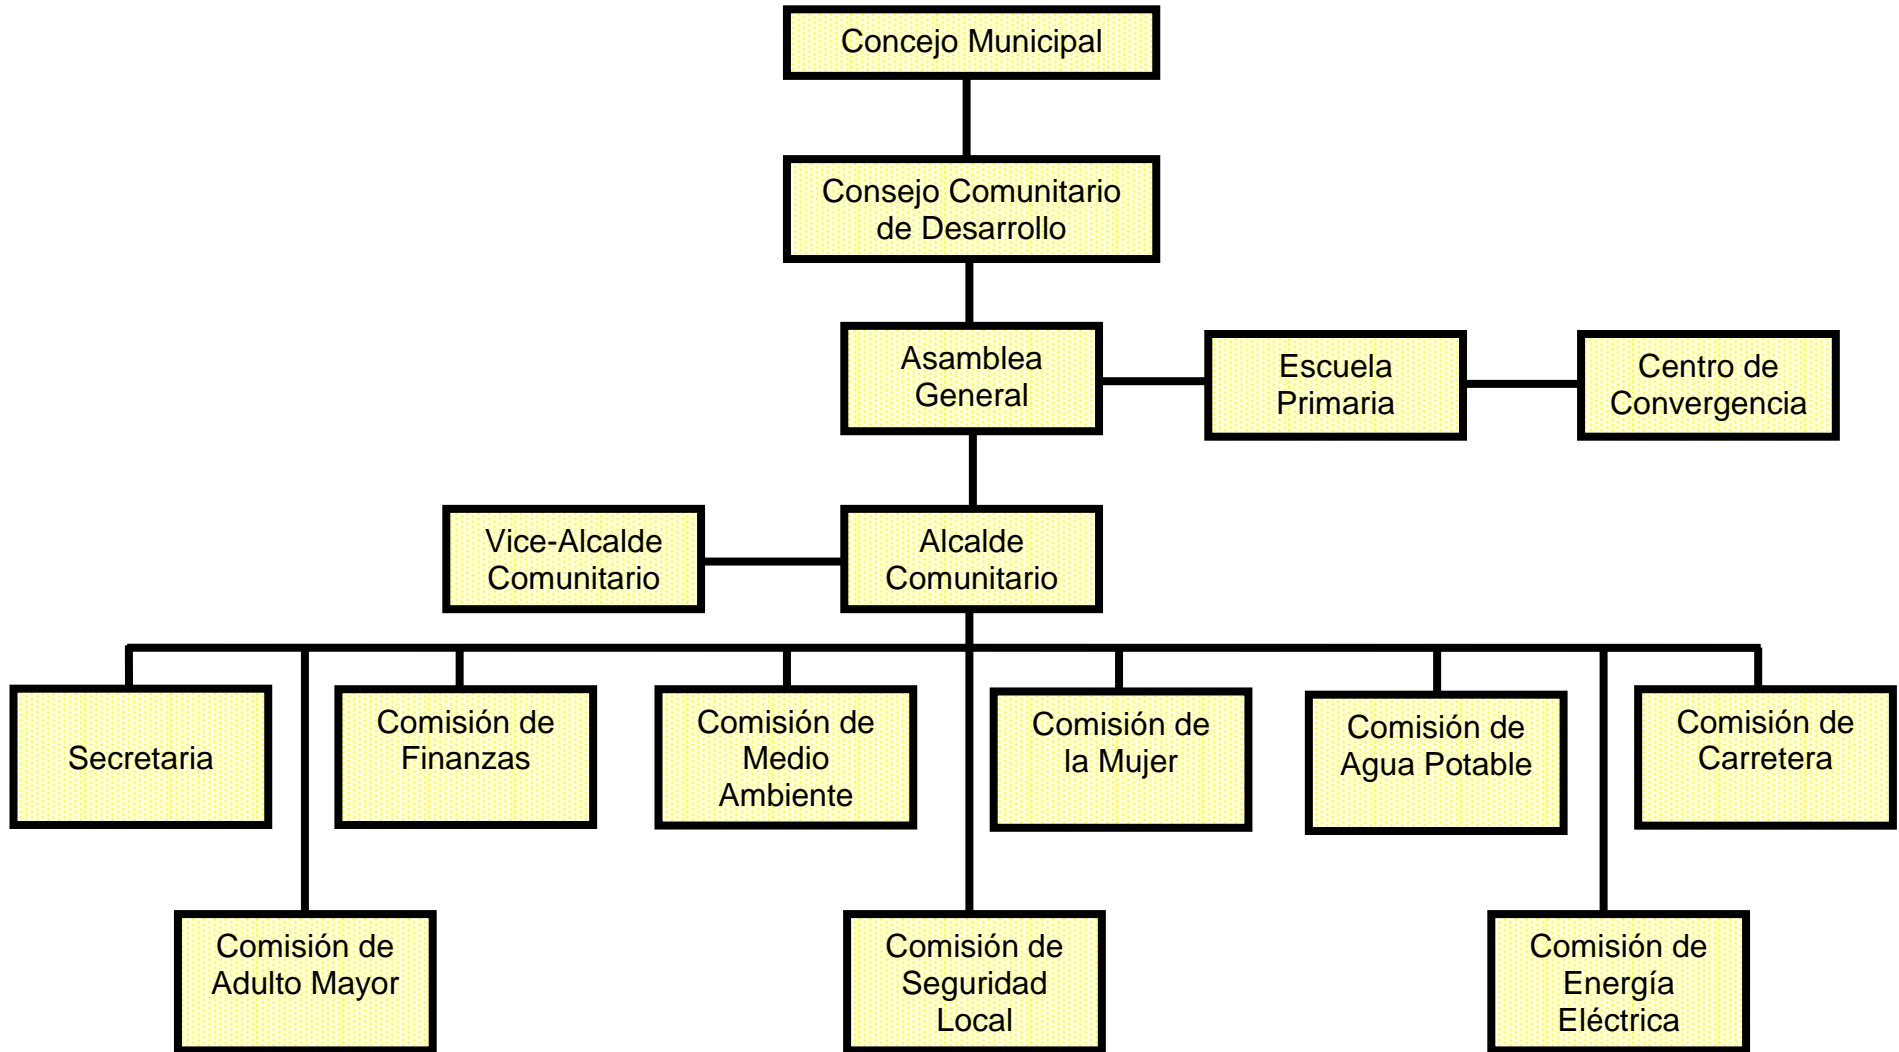 Concejo Municipal
Consejo Comunitario
de Desarrollo
Asamblea
General
Escuela
Primaria
Centro de
Convergencia
Vice-Alcalde
Comunitario
Alcalde
Comunitario
Secretaria
Comisión de
Finanzas
Comisión de
Medio
Ambiente
Comisión de
la Mujer
Comisión de
Agua Potable
Comisión de
Carretera
Comisión de
Adulto Mayor
Comisión de
Seguridad
Local
Comisión de
Energía
Eléctrica